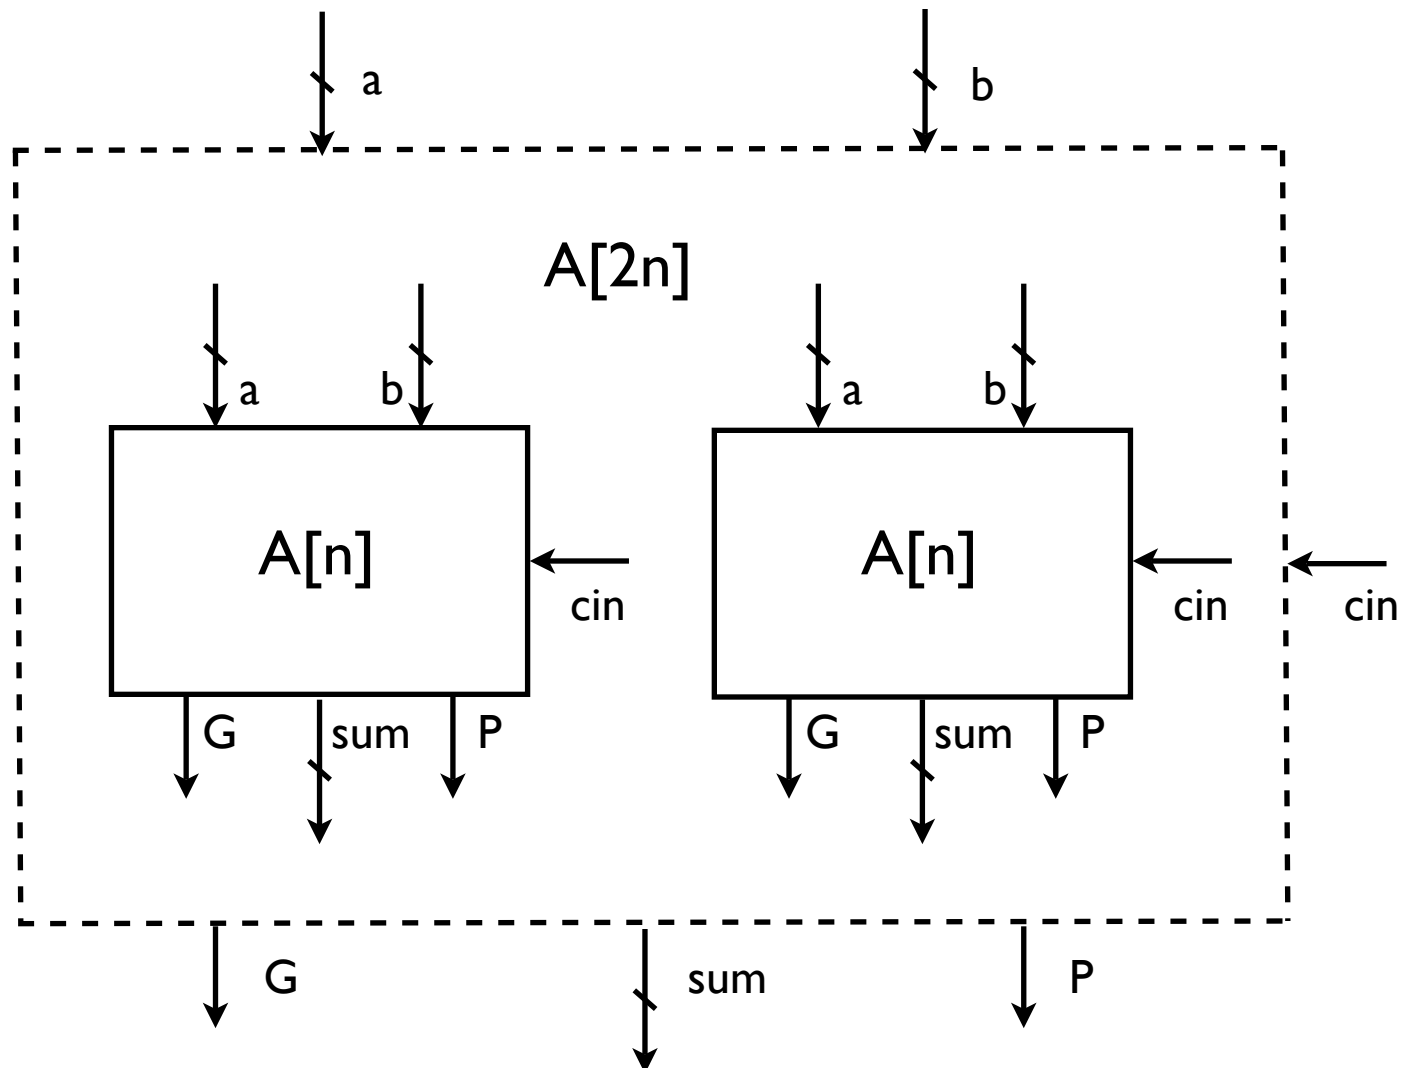 a b
A[2n]
a b a b
A[n] A[n]
cin cin cin
G sum P G sum P
G sum P